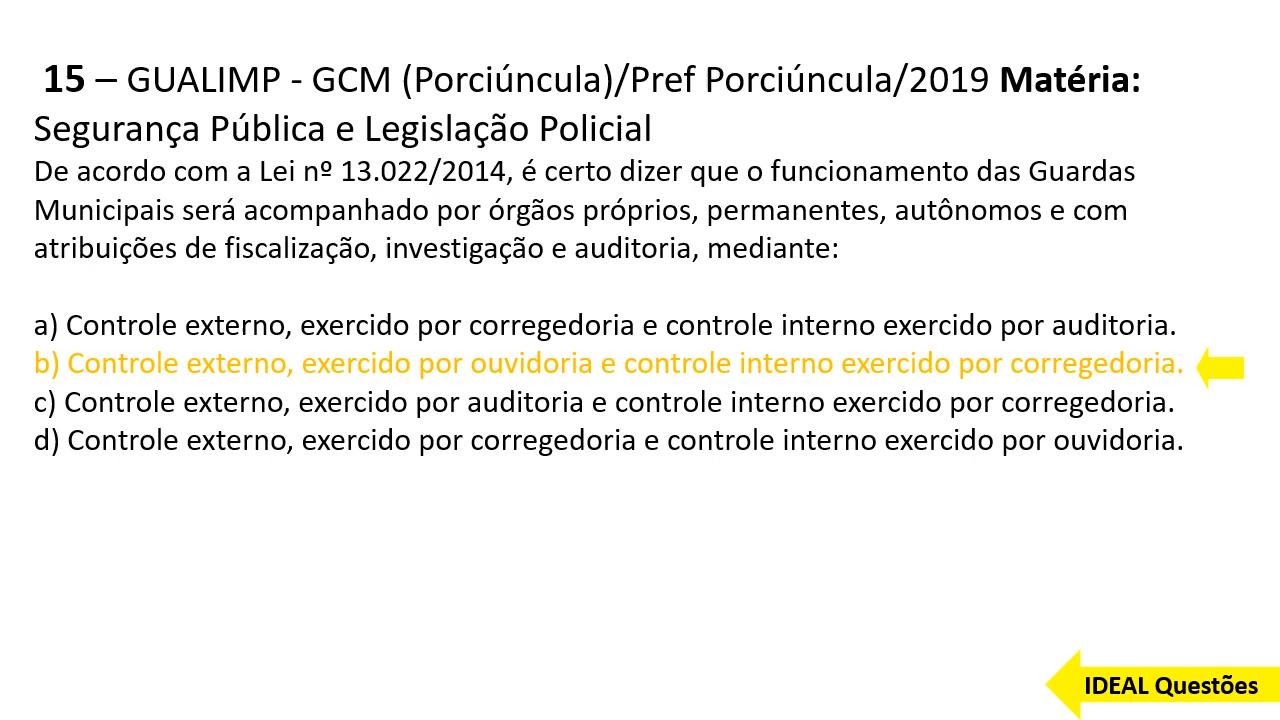 15 – GUALIMP - GCM (Porciúncula)/Pref Porciúncula/2019 Matéria:
Segurança Pública e Legislação Policial
De acordo com a Lei nº 13.022/2014, é certo dizer que o funcionamento das Guardas
Municipais será acompanhado por órgãos próprios, permanentes, autônomos e com
atribuições de fiscalização, investigação e auditoria, mediante:
a) Controle externo, exercido por corregedoria e controle interno exercido por auditoria.
b) Controle externo, exercido por ouvidoria e controle interno exercido por corregedoria.
c) Controle externo, exercido por auditoria e controle interno exercido por corregedoria.
d) Controle externo, exercido por corregedoria e controle interno exercido por ouvidoria.
IDEAL Questões